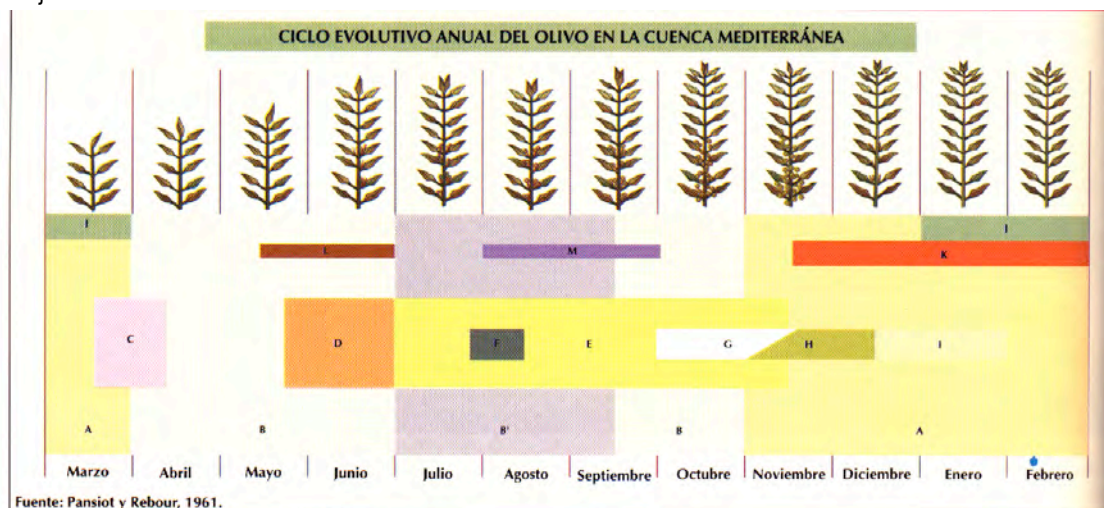 CICLO EVOLUTIVO ANUAL DEL OLIVO EN LA CUENCA MEDITERRÁNEA
J J
L M K
C D F E G H I
A B B' B A
Marzo Abril Mayo Junio Julio Agosto Septiembre Octubre Noviembre Diciembre Enero Febrero
Fuente: Pansiot y Rebour, 1961.